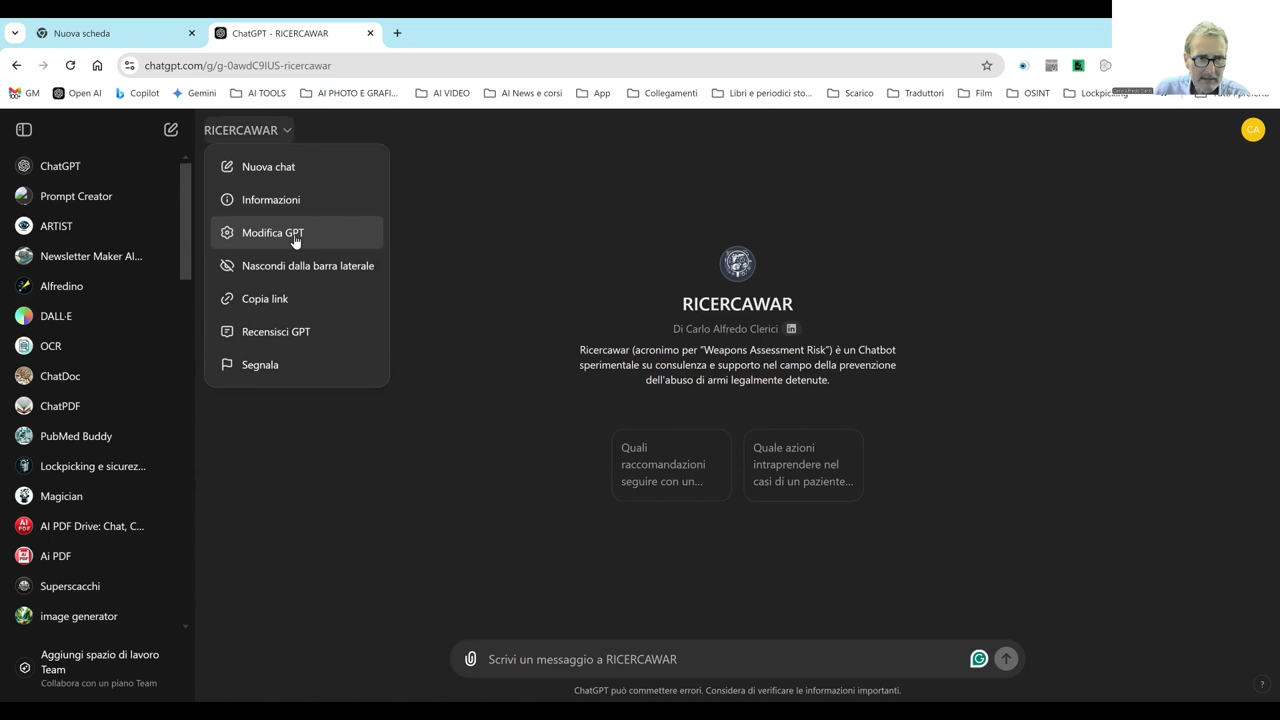 Nuova scheda
ChatGPT - RICERCAWAR
chatgpt.com/g/g-0awdC9IUS-ricercawar
GM
Open AI
Copilot
Gemini
AI TOOLS
AI PHOTO E GRAFI...
AI VIDEO
AI News e corsi
App
Collegamenti
Libri e periodici sto...
Scarico
Traduttori
Film
OSINT
Lockpicking
RICERCAWAR
CA
ChatGPT
Prompt Creator
ARTIST
Newsletter Maker AI...
Alfredino
DALL·E
OCR
ChatDoc
ChatPDF
PubMed Buddy
Lockpicking e sicurez...
Magician
AI PDF Drive: Chat, C...
Ai PDF
Superscacchi
image generator
Aggiungi spazio di lavoro
Team
Collabora con un piano Team
Nuova chat
Informazioni
Modifica GPT
Nascondi dalla barra laterale
Copia link
Recensisci GPT
Segnala
RICERCAWAR
Di Carlo Alfredo Clerici
Ricercawar (acronimo per "Weapons Assessment Risk") è un Chatbot
sperimentale su consulenza e supporto nel campo della prevenzione
dell'abuso di armi legalmente detenute.
Quali
raccomandazioni
seguire con un...
Quale azioni
intraprendere nel
casi di un paziente...
Scrivi un messaggio a RICERCAWAR
ChatGPT può commettere errori. Considera di verificare le informazioni importanti.
?